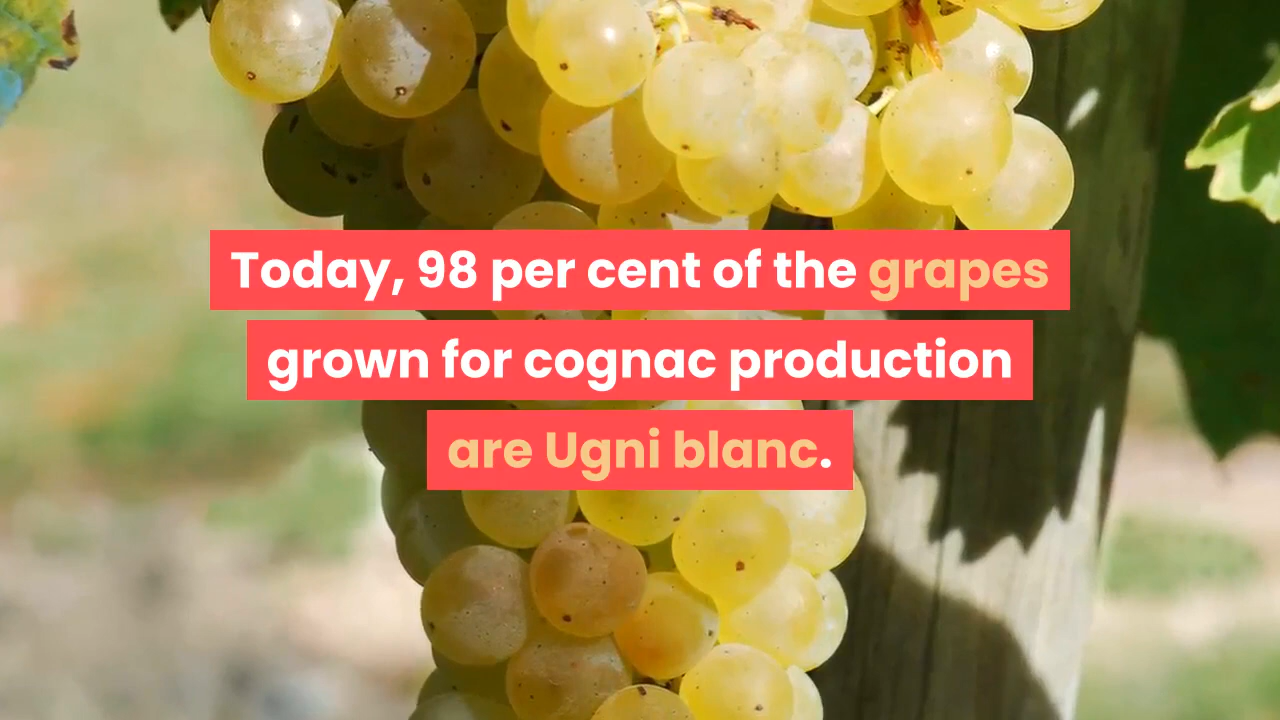 Today, 98 per cent of the grapes
grown for cognac production
are Ugni blanc.